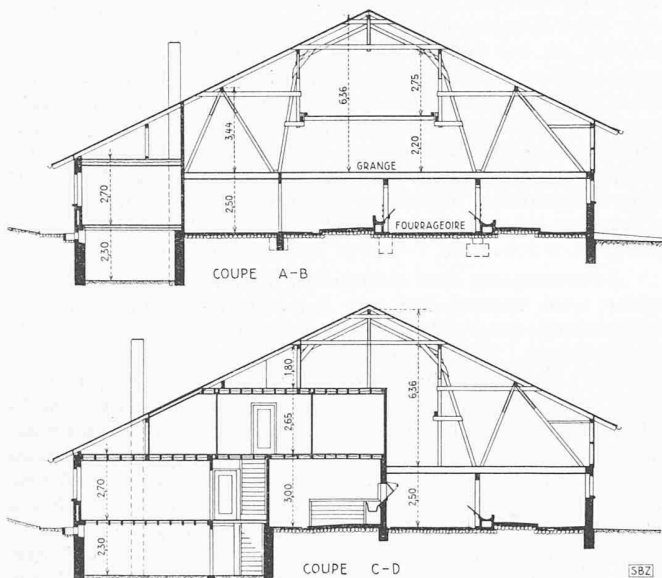 6,36
2,75
3,44
2,20
GRANGE
2,70
2,50
FOURRAGEOIRE
2,30
COUPE A-B
1,80
6,36
2,65
2,70
3,00
2,50
2,30
COUPE C-D
SBZ